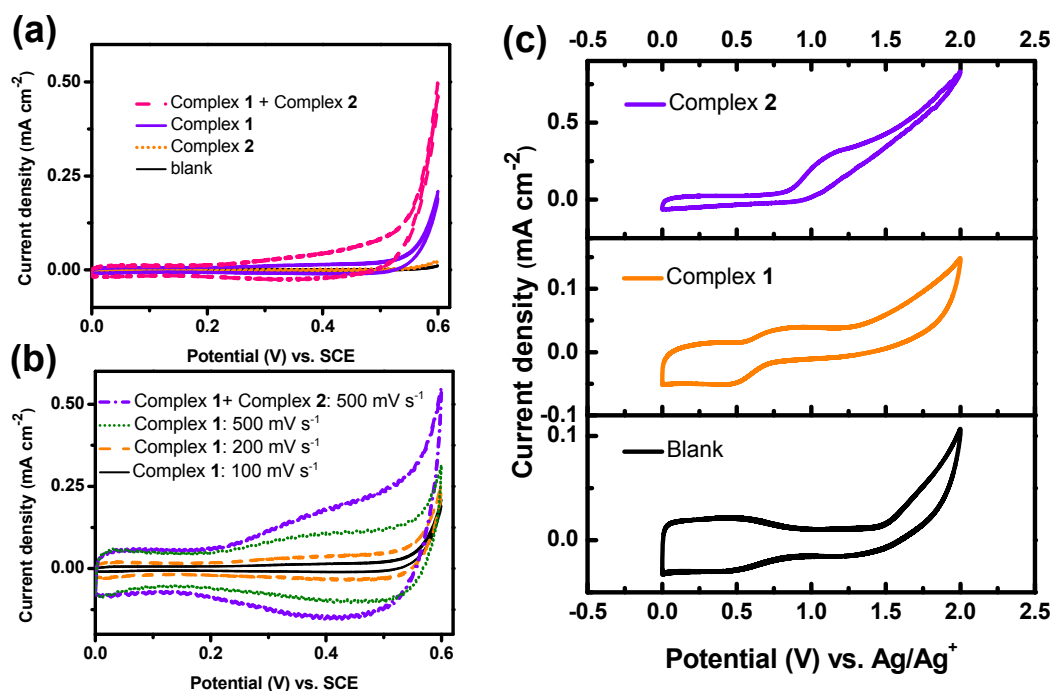 (a)
Current density (mA cm-2)
0.50
0.25
0.00
Complex 1 + Complex 2
Complex 1
Complex 2
blank
0.0 0.2 0.4 0.6
Potential (V) vs. SCE
(b)
Current density (mA cm-2)
0.50
0.25
0.00
Complex 1+ Complex 2: 500 mV s-1
Complex 1: 500 mV s-1
Complex 1: 200 mV s-1
Complex 1: 100 mV s-1
0.0 0.2 0.4 0.6
Potential (V) vs. SCE
(c)
-0.5 0.0 0.5 1.0 1.5 2.0 2.5
Current density (mA cm-2)
Complex 2
0.5
0.0
Complex 1
0.1
0.0
-0.1
Blank
0.1
0.0
-0.5 0.0 0.5 1.0 1.5 2.0 2.5
Potential (V) vs. Ag/Ag+